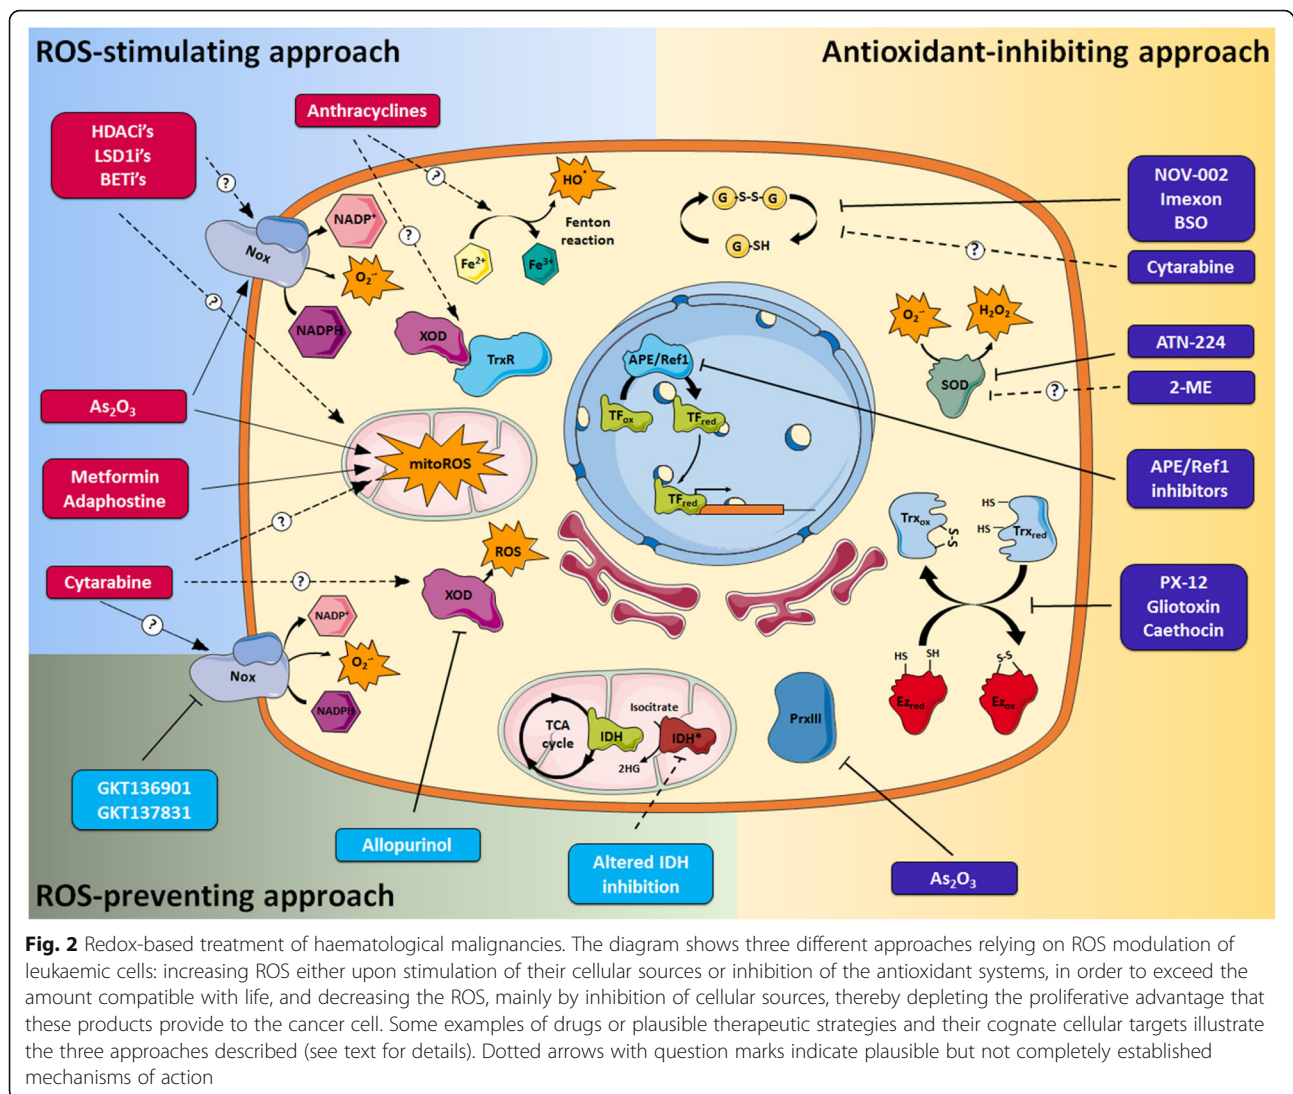 ROS-stimulating approach
Antioxidant-inhibiting approach
HDACi's
LSD1i's
BETi's
Anthracyclines
?
?
?
?
Nox
NADP⁺
O₂˙⁻
NADPH
HO˙
Fenton
reaction
Fe²⁺
Fe³⁺
XOD
TrxR
G -S-S- G
G -SH
NOV-002
Imexon
BSO
?
Cytarabine
O₂˙⁻
H₂O₂
SOD
ATN-224
?
2-ME
APE/Ref1
TFₒₓ
TFᵣₑd
TFᵣₑd
APE/Ref1
inhibitors
As₂O₃
mitoROS
Metformin
Adaphostine
?
Cytarabine
?
?
ROS
XOD
Nox
NADP⁺
O₂˙⁻
NADPH
Trxₒₓ
S-S
HS
HS
Trxᵣₑd
PX-12
Gliotoxin
Caethocin
HS
SH
Ezᵣₑd
S-S
Ezₒₓ
TCA
cycle
IDH
Isocitrate
IDH*
2HG
PrxIII
GKT136901
GKT137831
Allopurinol
Altered IDH
inhibition
As₂O₃
ROS-preventing approach
Fig. 2 Redox-based treatment of haematological malignancies. The diagram shows three different approaches relying on ROS modulation of
leukaemic cells: increasing ROS either upon stimulation of their cellular sources or inhibition of the antioxidant systems, in order to exceed the
amount compatible with life, and decreasing the ROS, mainly by inhibition of cellular sources, thereby depleting the proliferative advantage that
these products provide to the cancer cell. Some examples of drugs or plausible therapeutic strategies and their cognate cellular targets illustrate
the three approaches described (see text for details). Dotted arrows with question marks indicate plausible but not completely established
mechanisms of action